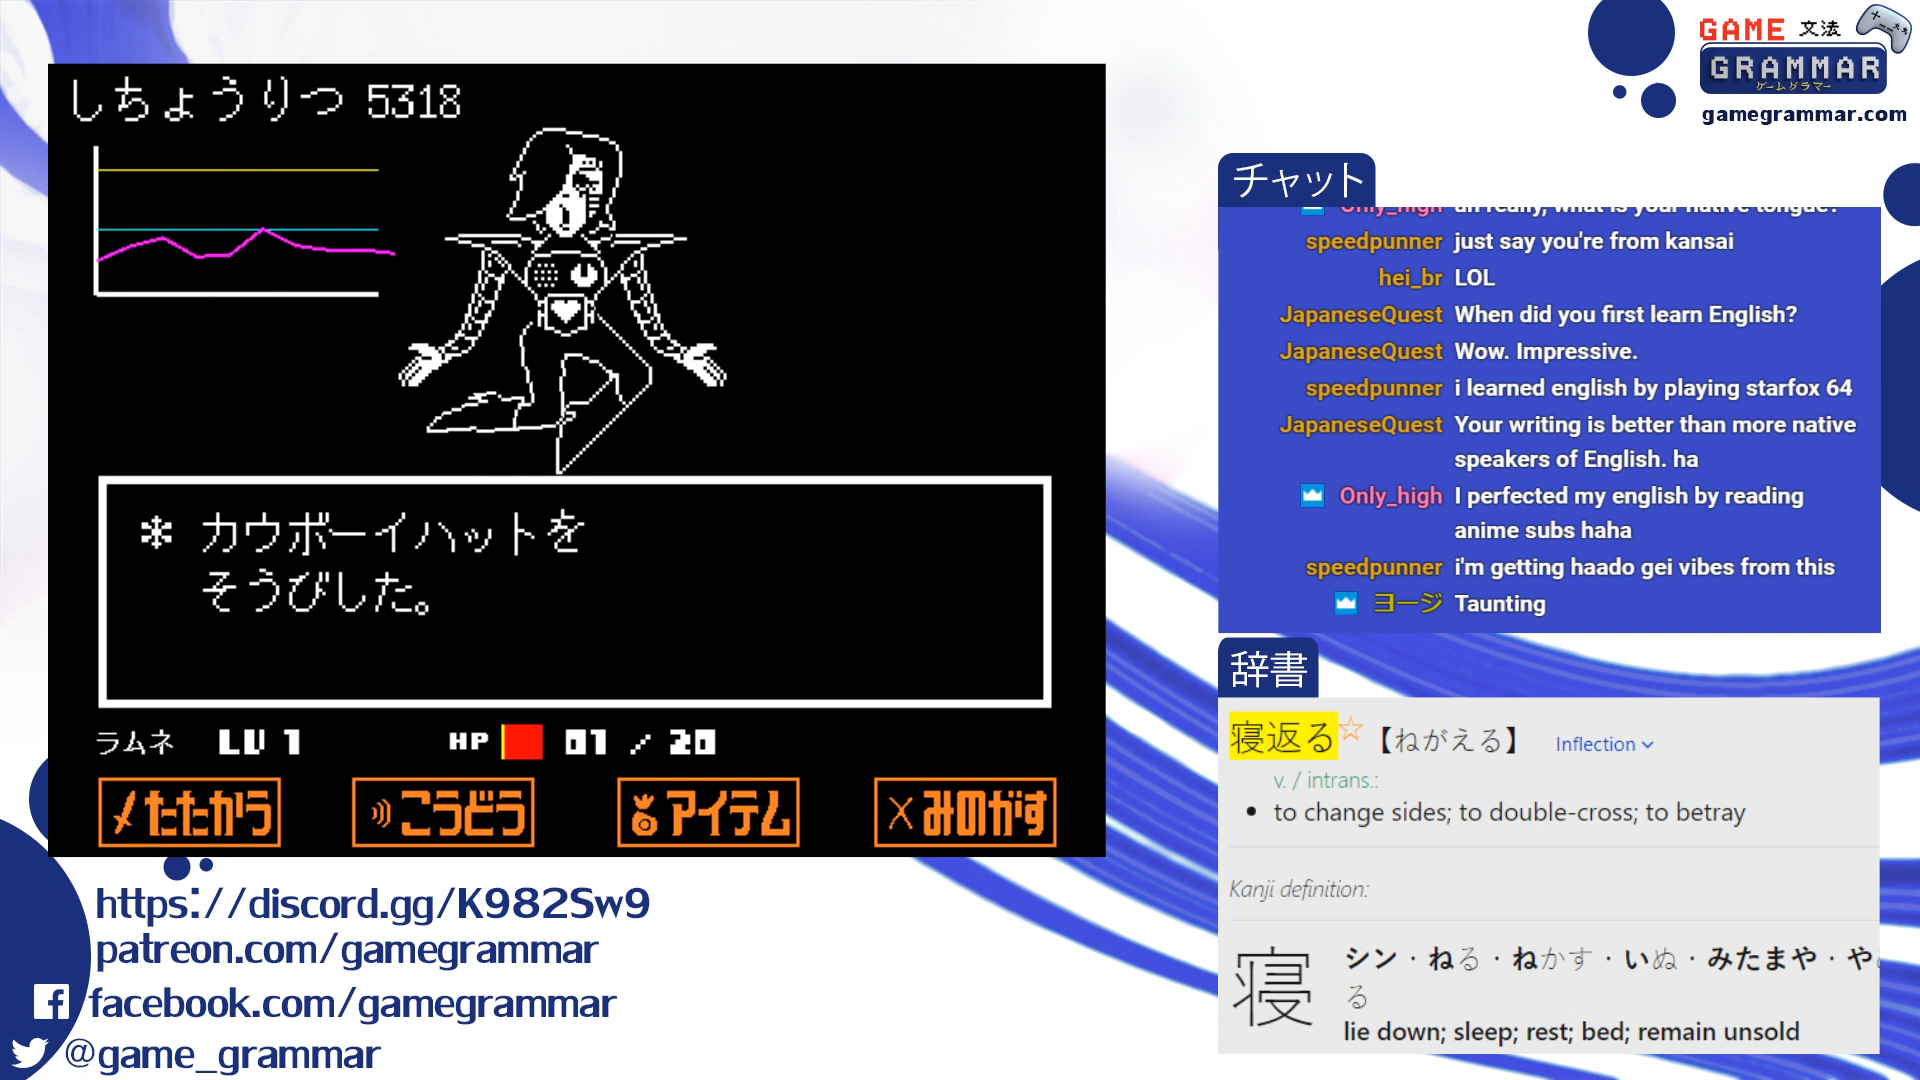 しちょうりつ 5318
* カウボーイハットを
そうびした。
ラムネ LV 1 HP 01 / 20
たたかう こうどう アイテム みのがす
https://discord.gg/K982Sw9
patreon.com/gamegrammar
facebook.com/gamegrammar
@game_grammar
GAME 文法
GRAMMAR
ゲームグラマー
gamegrammar.com
チャット
Only_high ah really, what is your native tongue?
speedpunner just say you're from kansai
hei_br LOL
JapaneseQuest When did you first learn English?
JapaneseQuest Wow. Impressive.
speedpunner i learned english by playing starfox 64
JapaneseQuest Your writing is better than more native
speakers of English. ha
Only_high I perfected my english by reading
anime subs haha
speedpunner i'm getting haado gei vibes from this
ヨージ Taunting
辞書
寝返る☆【ねがえる】 Inflection
v. / intrans.:
• to change sides; to double-cross; to betray
Kanji definition:
寝 シン・ねる・ねかす・いぬ・みたまや・や
る
lie down; sleep; rest; bed; remain unsold